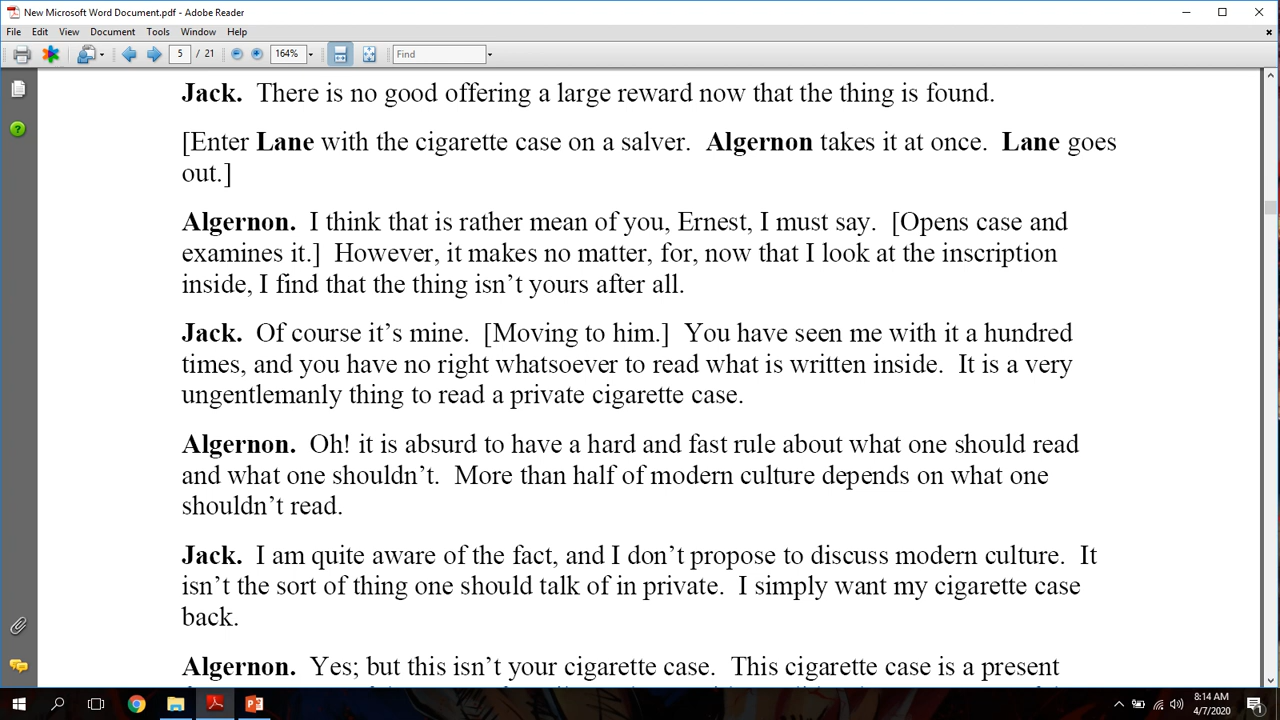 New Microsoft Word Document.pdf - Adobe Reader
File Edit View Document Tools Window Help
5 / 21 164% Find
Jack. There is no good offering a large reward now that the thing is found.
[Enter Lane with the cigarette case on a salver. Algernon takes it at once. Lane goes
out.]
Algernon. I think that is rather mean of you, Ernest, I must say. [Opens case and
examines it.] However, it makes no matter, for, now that I look at the inscription
inside, I find that the thing isn’t yours after all.
Jack. Of course it’s mine. [Moving to him.] You have seen me with it a hundred
times, and you have no right whatsoever to read what is written inside. It is a very
ungentlemanly thing to read a private cigarette case.
Algernon. Oh! it is absurd to have a hard and fast rule about what one should read
and what one shouldn’t. More than half of modern culture depends on what one
shouldn’t read.
Jack. I am quite aware of the fact, and I don’t propose to discuss modern culture. It
isn’t the sort of thing one should talk of in private. I simply want my cigarette case
back.
Algernon. Yes; but this isn’t your cigarette case. This cigarette case is a present
8:14 AM
4/7/2020